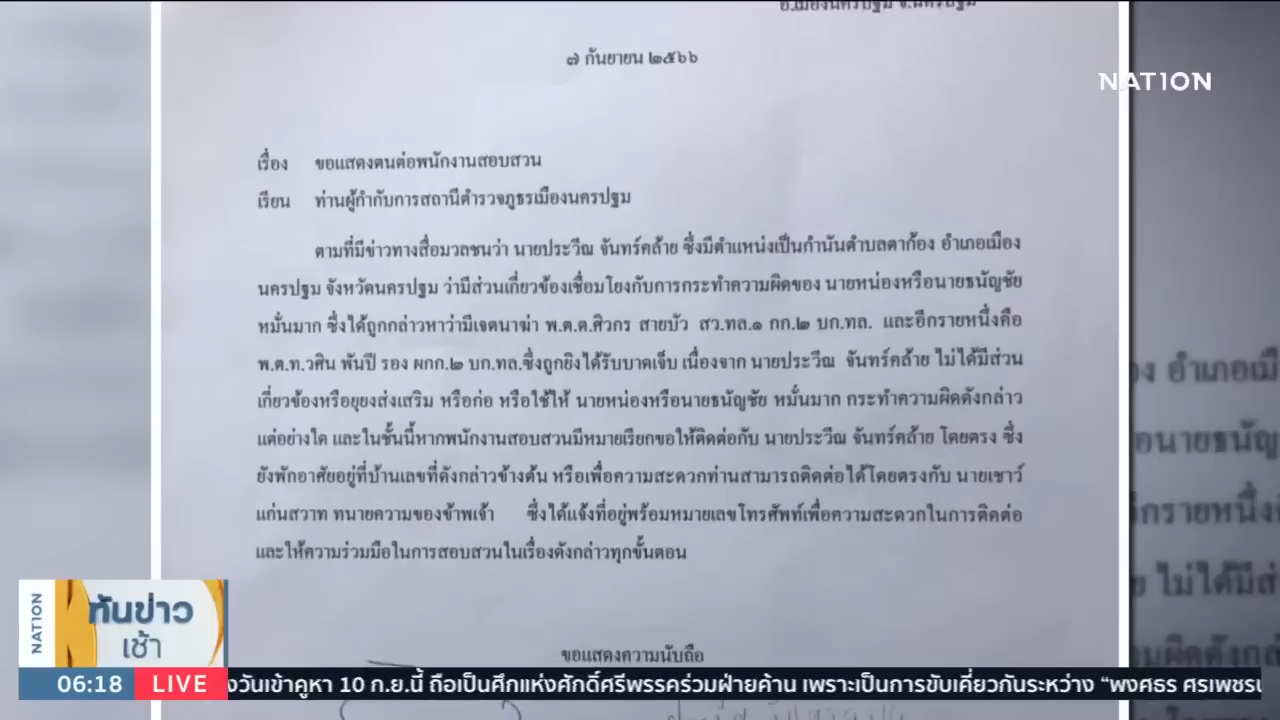 อ.เมืองนครปฐม จ.นครปฐม
๗ กันยายน ๒๕๖๖
NATION
เรื่อง ขอแสดงตนต่อพนักงานสอบสวน
เรียน ท่านผู้กำกับการสถานีตำรวจภูธรเมืองนครปฐม
ตามที่มีข่าวทางสื่อมวลชนว่า นายประวีณ จันทร์คล้าย ซึ่งมีตำแหน่งเป็นกำนันตำบลตาก้อง อำเภอเมือง
นครปฐม จังหวัดนครปฐม ว่ามีส่วนเกี่ยวข้องเชื่อมโยงกับการกระทำความผิดของ นายหน่องหรือนายธนัญชัย
หมั่นมาก ซึ่งได้ถูกกล่าวหาว่ามีเจตนาฆ่า พ.ต.ต.ศิวกร สายบัว สว.ทล.๑ กก.๒ บก.ทล. และอีกรายหนึ่งคือ
พ.ต.ท.วศิน พันปี รอง ผกก.๒ บก.ทล.ซึ่งถูกยิงได้รับบาดเจ็บ เนื่องจาก นายประวีณ จันทร์คล้าย ไม่ได้มีส่วน
เกี่ยวข้องหรือยุยงส่งเสริม หรือก่อ หรือใช้ให้ นายหน่องหรือนายธนัญชัย หมั่นมาก กระทำความผิดดังกล่าว
แต่อย่างใด และในชั้นนี้หากพนักงานสอบสวนมีหมายเรียกขอให้ติดต่อกับ นายประวีณ จันทร์คล้าย โดยตรง ซึ่ง
ยังพักอาศัยอยู่ที่บ้านเลขที่ดังกล่าวข้างต้น หรือเพื่อความสะดวกท่านสามารถติดต่อได้โดยตรงกับ นายเชาว์
แก่นสวาท ทนายความของข้าพเจ้า ซึ่งได้แจ้งที่อยู่พร้อมหมายเลขโทรศัพท์เพื่อความสะดวกในการติดต่อ
และให้ความร่วมมือในการสอบสวนในเรื่องดังกล่าวทุกขั้นตอน
ขอแสดงความนับถือ
NATION
ทันข่าว
เช้า
06:18 LIVE งวันเข้าคูหา 10 ก.ย.นี้ ถือเป็นศึกแห่งศักดิ์ศรีพรรคร่วมฝ่ายค้าน เพราะเป็นการขับเคี่ยวกันระหว่าง "พงศธร ศรเพชรน